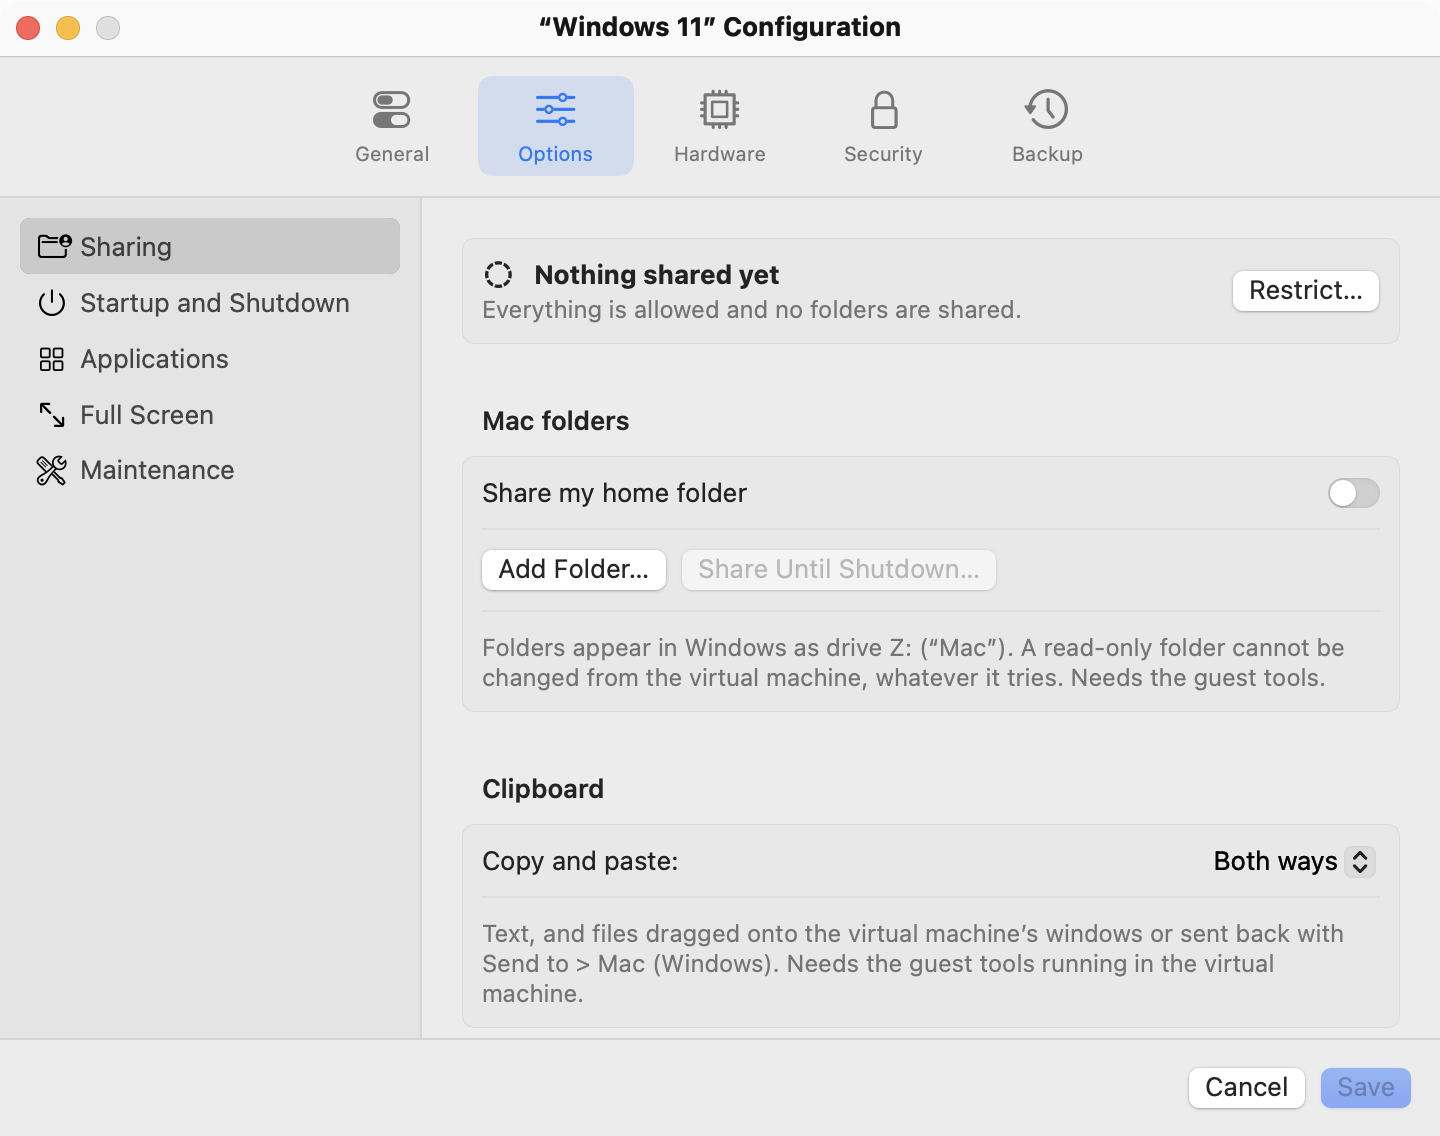 “Windows 11” Configuration
General
Options
Hardware
Security
Backup
Sharing
Startup and Shutdown
Applications
Full Screen
Maintenance
Nothing shared yet
Everything is allowed and no folders are shared.
Restrict...
Mac folders
Share my home folder
Add Folder...
Share Until Shutdown...
Folders appear in Windows as drive Z: (“Mac”). A read-only folder cannot be
changed from the virtual machine, whatever it tries. Needs the guest tools.
Clipboard
Copy and paste:
Both ways
Text, and files dragged onto the virtual machine’s windows or sent back with
Send to > Mac (Windows). Needs the guest tools running in the virtual
machine.
Cancel
Save